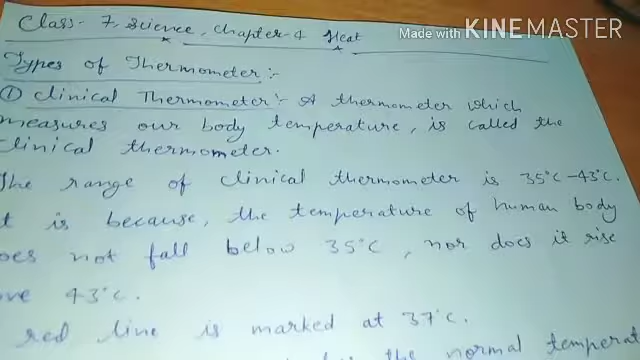 Made with KINEMASTER
Class - 7, Science, Chapter-4 Heat
Types of Thermometer :-
① Clinical Thermometer :- A thermometer which
measures our body temperature, is called the
clinical thermometer.
The range of clinical thermometer is 35°C - 43°C.
It is because, the temperature of human body
does not fall below 35°C, nor does it rise
43°C.
red line is marked at 37°C.
the normal temperat